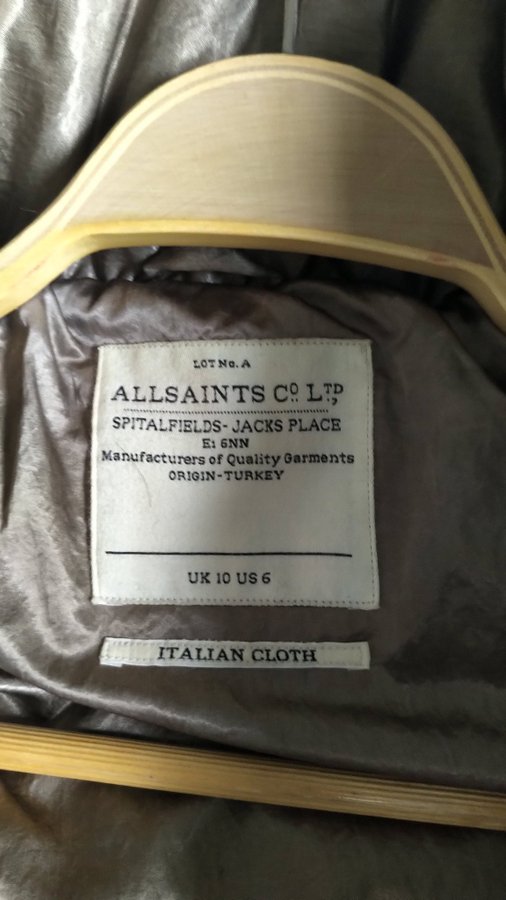 LOT No. A
ALLSAINTS Co. LTD,
SPITALFIELDS - JACKS PLACE
E1 6NN
Manufacturers of Quality Garments
ORIGIN - TURKEY
UK 10 US 6
ITALIAN CLOTH